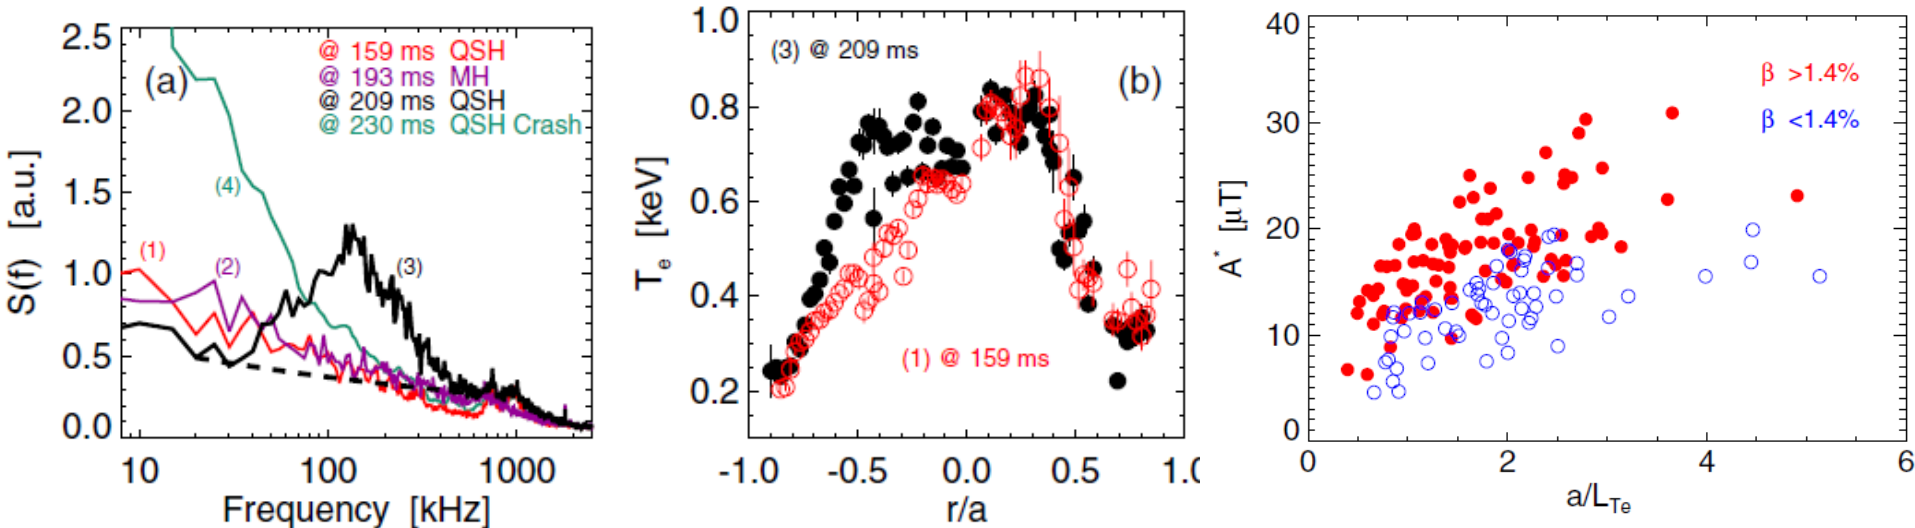 2.5
2.0
1.5
1.0
0.5
0.0
S(f) [a.u.]
(a)
@ 159 ms QSH
@ 193 ms MH
@ 209 ms QSH
@ 230 ms QSH Crash
(4)
(1)
(2)
(3)
10 100 1000
Frequency [kHz]
1.0
0.8
0.6
0.4
0.2
Te [keV]
(3) @ 209 ms
(b)
(1) @ 159 ms
-1.0 -0.5 0.0 0.5 1.0
r/a
40
30
20
10
0
A* [μT]
β >1.4%
β <1.4%
0 2 4 6
a/LTe